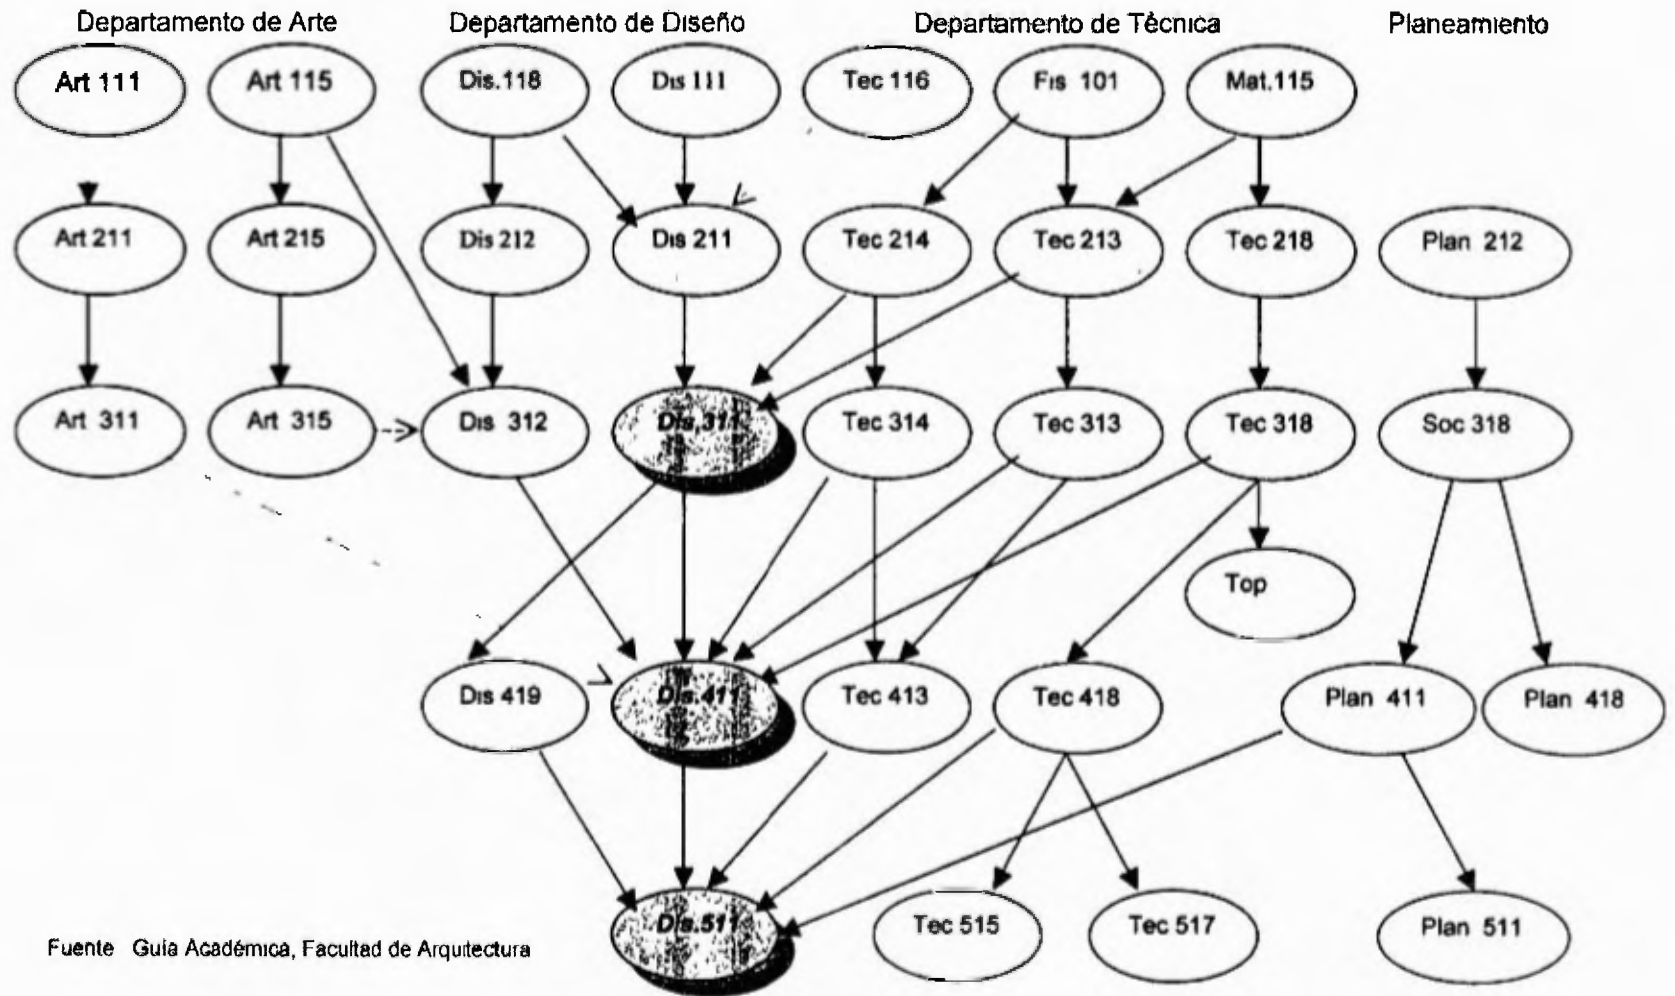 Departamento de Arte Departamento de Diseño Departamento de Técnica Planeamiento
Art 111 Art 115 Dis.118 Dis 111 Tec 116 Fis 101 Mat.115
Art 211 Art 215 Dis 212 Dis 211 Tec 214 Tec 213 Tec 218 Plan 212
Art 311 Art 315 Dis 312 Dis,311 Tec 314 Tec 313 Tec 318 Soc 318
Top
Dis 419 Dis.411 Tec 413 Tec 418 Plan 411 Plan 418
Dis.511 Tec 515 Tec 517 Plan 511
Fuente Guía Académica, Facultad de Arquitectura